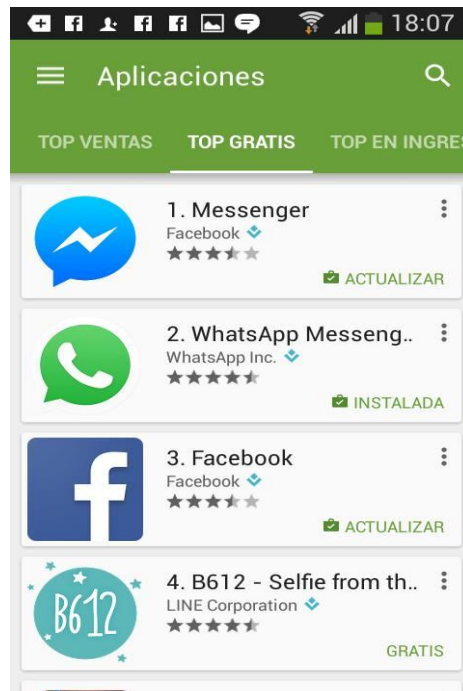 18:07
Aplicaciones
TOP VENTAS TOP GRATIS TOP EN INGRE
1. Messenger
Facebook
ACTUALIZAR
2. WhatsApp Messeng..
WhatsApp Inc.
INSTALADA
3. Facebook
Facebook
ACTUALIZAR
B612
4. B612 - Selfie from th..
LINE Corporation
GRATIS